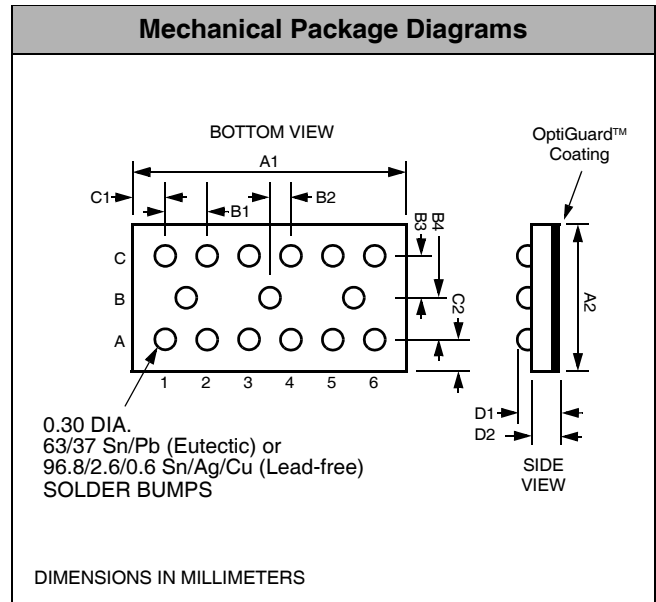 Mechanical Package Diagrams
BOTTOM VIEW
OptiGuard™
Coating
A1
C1
B1
B2
B3
B4
C
B
A
C2
A2
1 2 3 4 5 6
D1
D2
0.30 DIA.
63/37 Sn/Pb (Eutectic) or
96.8/2.6/0.6 Sn/Ag/Cu (Lead-free)
SOLDER BUMPS
SIDE
VIEW
DIMENSIONS IN MILLIMETERS